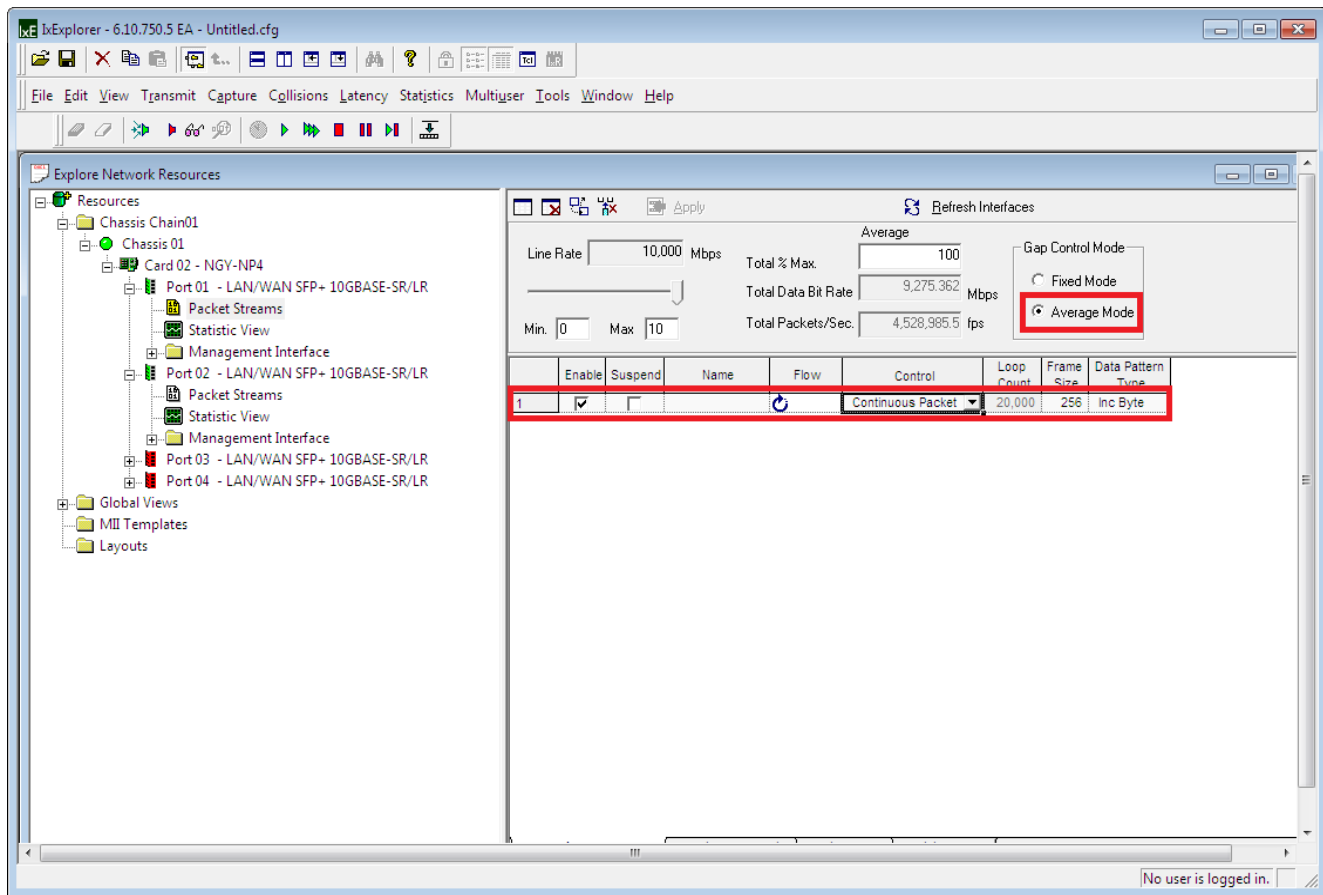 IxExplorer - 6.10.750.5 EA - Untitled.cfg
File Edit View Transmit Capture Collisions Latency Statistics Multiuser Tools Window Help
Explore Network Resources
Resources
Chassis Chain01
Chassis 01
Card 02 - NGY-NP4
Port 01 - LAN/WAN SFP+ 10GBASE-SR/LR
Packet Streams
Statistic View
Management Interface
Port 02 - LAN/WAN SFP+ 10GBASE-SR/LR
Packet Streams
Statistic View
Management Interface
Port 03 - LAN/WAN SFP+ 10GBASE-SR/LR
Port 04 - LAN/WAN SFP+ 10GBASE-SR/LR
Global Views
MII Templates
Layouts
Apply Refresh Interfaces
Average
Line Rate 10,000 Mbps
Total % Max. 100
Total Data Bit Rate 9,275.362 Mbps
Min. 0 Max 10
Total Packets/Sec. 4,528,985.5 fps
Gap Control Mode
Fixed Mode
Average Mode
Enable Suspend Name Flow Control Loop Count Frame Size Data Pattern Type
1 Continuous Packet 20,000 256 Inc Byte
No user is logged in.